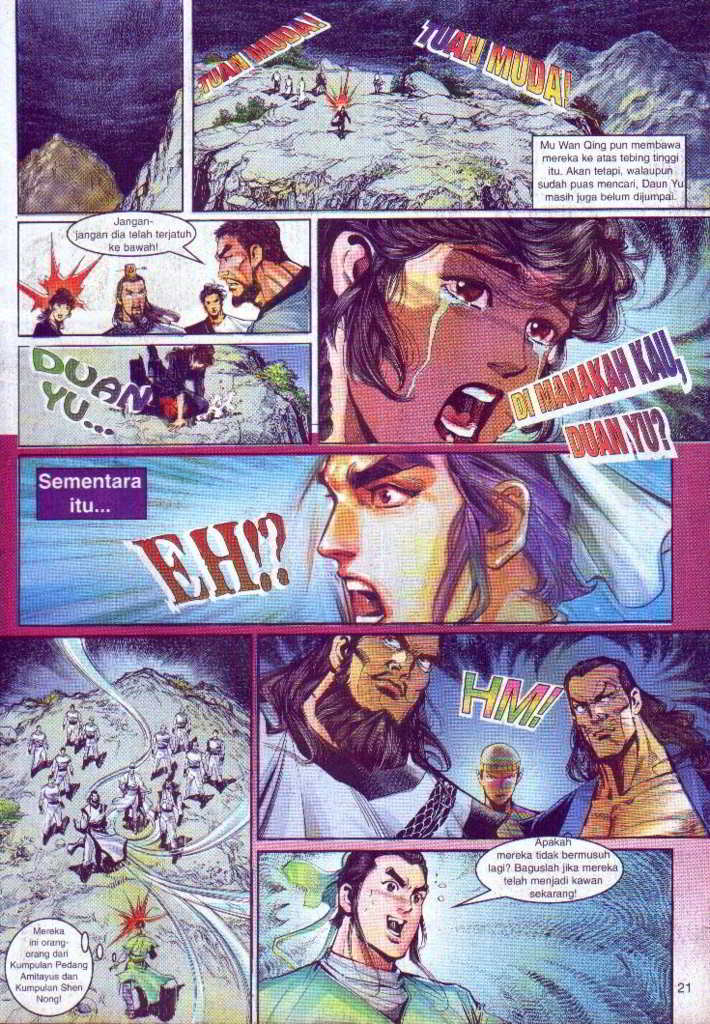 TUAN MUDA!
TUAN MUDA!
Mu Wan Qing pun membawa
mereka ke atas tebing tinggi
itu. Akan tetapi, walaupun
sudah puas mencari, Daun Yu
masih juga belum dijumpai.
Jangan-
jangan dia telah terjatuh
ke bawah!
DUAN
YU...
DI MANAKAH KAU,
DUAN YU?
Sementara
itu...
EH!?
HM!
Mereka
ini orang-
orang dari
Kumpulan Pedang
Amitayus dan
Kumpulan Shen
Nong!
Apakah
mereka tidak bermusuh
lagi? Baguslah jika mereka
telah menjadi kawan
sekarang!
21